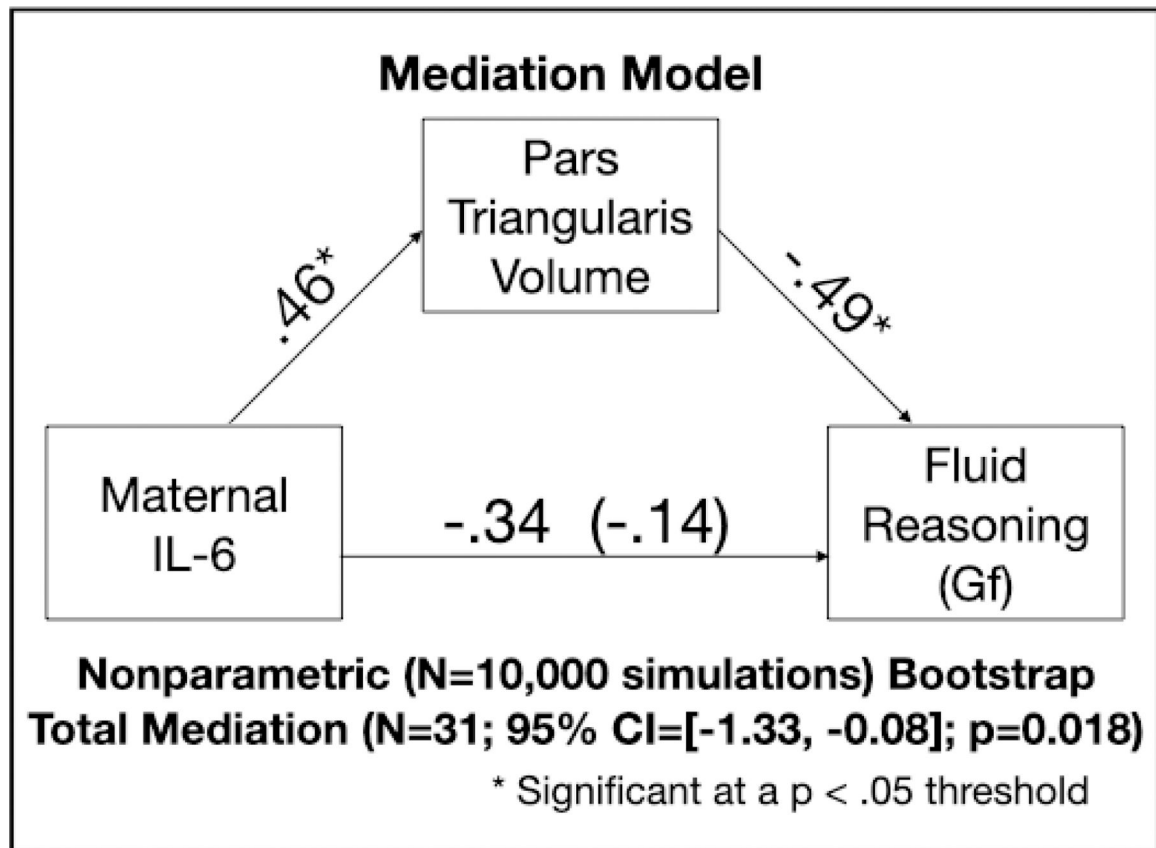 Mediation Model
Pars
Triangularis
Volume
.46*
-.49*
Maternal
IL-6
-.34 (-.14)
Fluid
Reasoning
(Gf)
Nonparametric (N=10,000 simulations) Bootstrap
Total Mediation (N=31; 95% CI=[-1.33, -0.08]; p=0.018)
* Significant at a p < .05 threshold